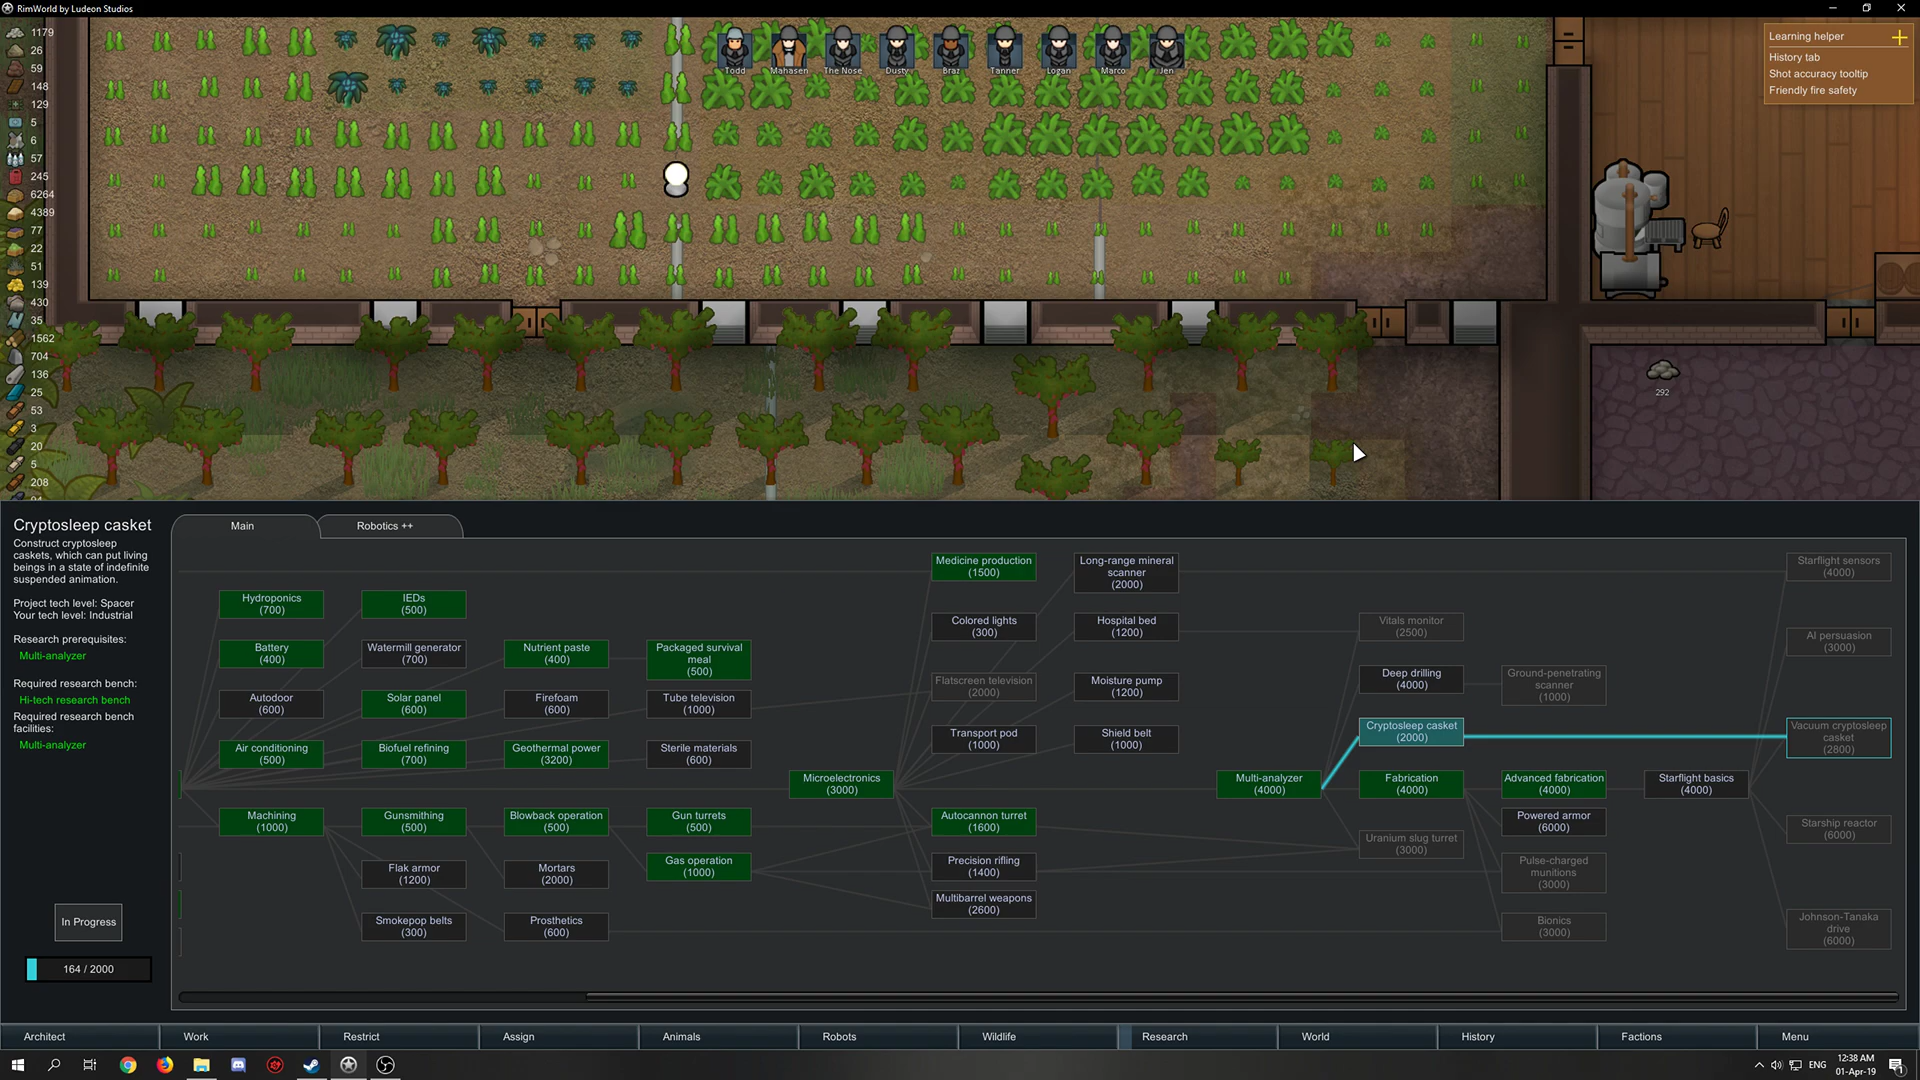 RimWorld by Ludeon Studios
1179
26
59
148
129
5
6
57
245
6264
4389
77
22
51
139
430
35
1562
704
136
25
53
3
20
5
208
Todd
Mahasen
The Nose
Dusty
Braz
Tanner
Logan
Marco
Jen
Learning helper
History tab
Shot accuracy tooltip
Friendly fire safety
292
Cryptosleep casket
Construct cryptosleep
caskets, which can put living
beings in a state of indefinite
suspended animation.
Project tech level: Spacer
Your tech level: Industrial
Research prerequisites:
Multi-analyzer
Required research bench:
Hi-tech research bench
Required research bench
facilities:
Multi-analyzer
In Progress
164 / 2000
Main
Robotics ++
Hydroponics
(700)
IEDs
(500)
Battery
(400)
Watermill generator
(700)
Nutrient paste
(400)
Packaged survival
meal
(500)
Autodoor
(600)
Solar panel
(600)
Firefoam
(600)
Tube television
(1000)
Air conditioning
(500)
Biofuel refining
(700)
Geothermal power
(3200)
Sterile materials
(600)
Machining
(1000)
Gunsmithing
(500)
Blowback operation
(500)
Gun turrets
(500)
Flak armor
(1200)
Mortars
(2000)
Gas operation
(1000)
Smokepop belts
(300)
Prosthetics
(600)
Microelectronics
(3000)
Medicine production
(1500)
Long-range mineral
scanner
(2000)
Colored lights
(300)
Hospital bed
(1200)
Flatscreen television
(2000)
Moisture pump
(1200)
Transport pod
(1000)
Shield belt
(1000)
Autocannon turret
(1600)
Precision rifling
(1400)
Multibarrel weapons
(2600)
Multi-analyzer
(4000)
Vitals monitor
(2500)
Deep drilling
(4000)
Ground-penetrating
scanner
(1000)
Cryptosleep casket
(2000)
Fabrication
(4000)
Advanced fabrication
(4000)
Starflight basics
(4000)
Uranium slug turret
(3000)
Powered armor
(6000)
Pulse-charged
munitions
(3000)
Bionics
(3000)
Starflight sensors
(4000)
AI persuasion
(3000)
Vacuum cryptosleep
casket
(2800)
Starship reactor
(6000)
Johnson-Tanaka
drive
(6000)
Architect
Work
Restrict
Assign
Animals
Robots
Wildlife
Research
World
History
Factions
Menu
ENG
12:38 AM
01-Apr-19